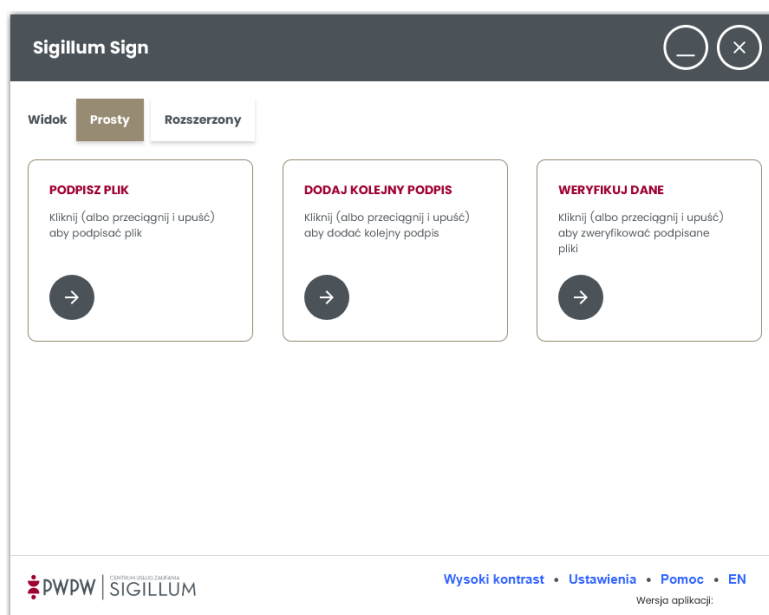 Sigillum Sign
Widok Prosty Rozszerzony
PODPISZ PLIK
Kliknij (albo przeciągnij i upuść)
aby podpisać plik
DODAJ KOLEJNY PODPIS
Kliknij (albo przeciągnij i upuść)
aby dodać kolejny podpis
WERYFIKUJ DANE
Kliknij (albo przeciągnij i upuść)
aby zweryfikować podpisane
pliki
PWPW
CENTRUM USŁUG ZAUFANIA
SIGILLUM
Wysoki kontrast • Ustawienia • Pomoc • EN
Wersja aplikacji: